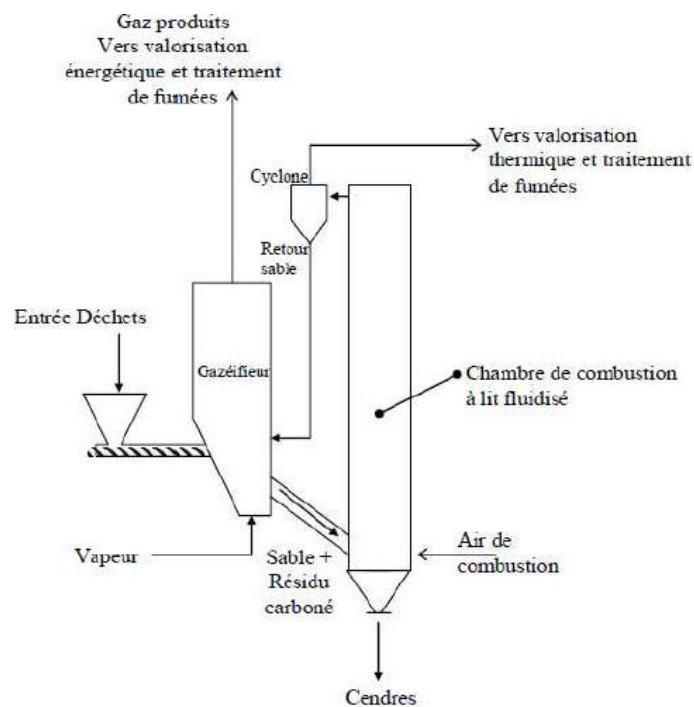 Gaz produits
Vers valorisation
énergétique et traitement
de fumées
Vers valorisation
thermique et traitement
de fumées
Cyclone
Retour
sable
Entrée Déchets
Gazéifieur
Chambre de combustion
à lit fluidisé
Vapeur
Sable +
Résidu
carboné
Air de
combustion
Cendres